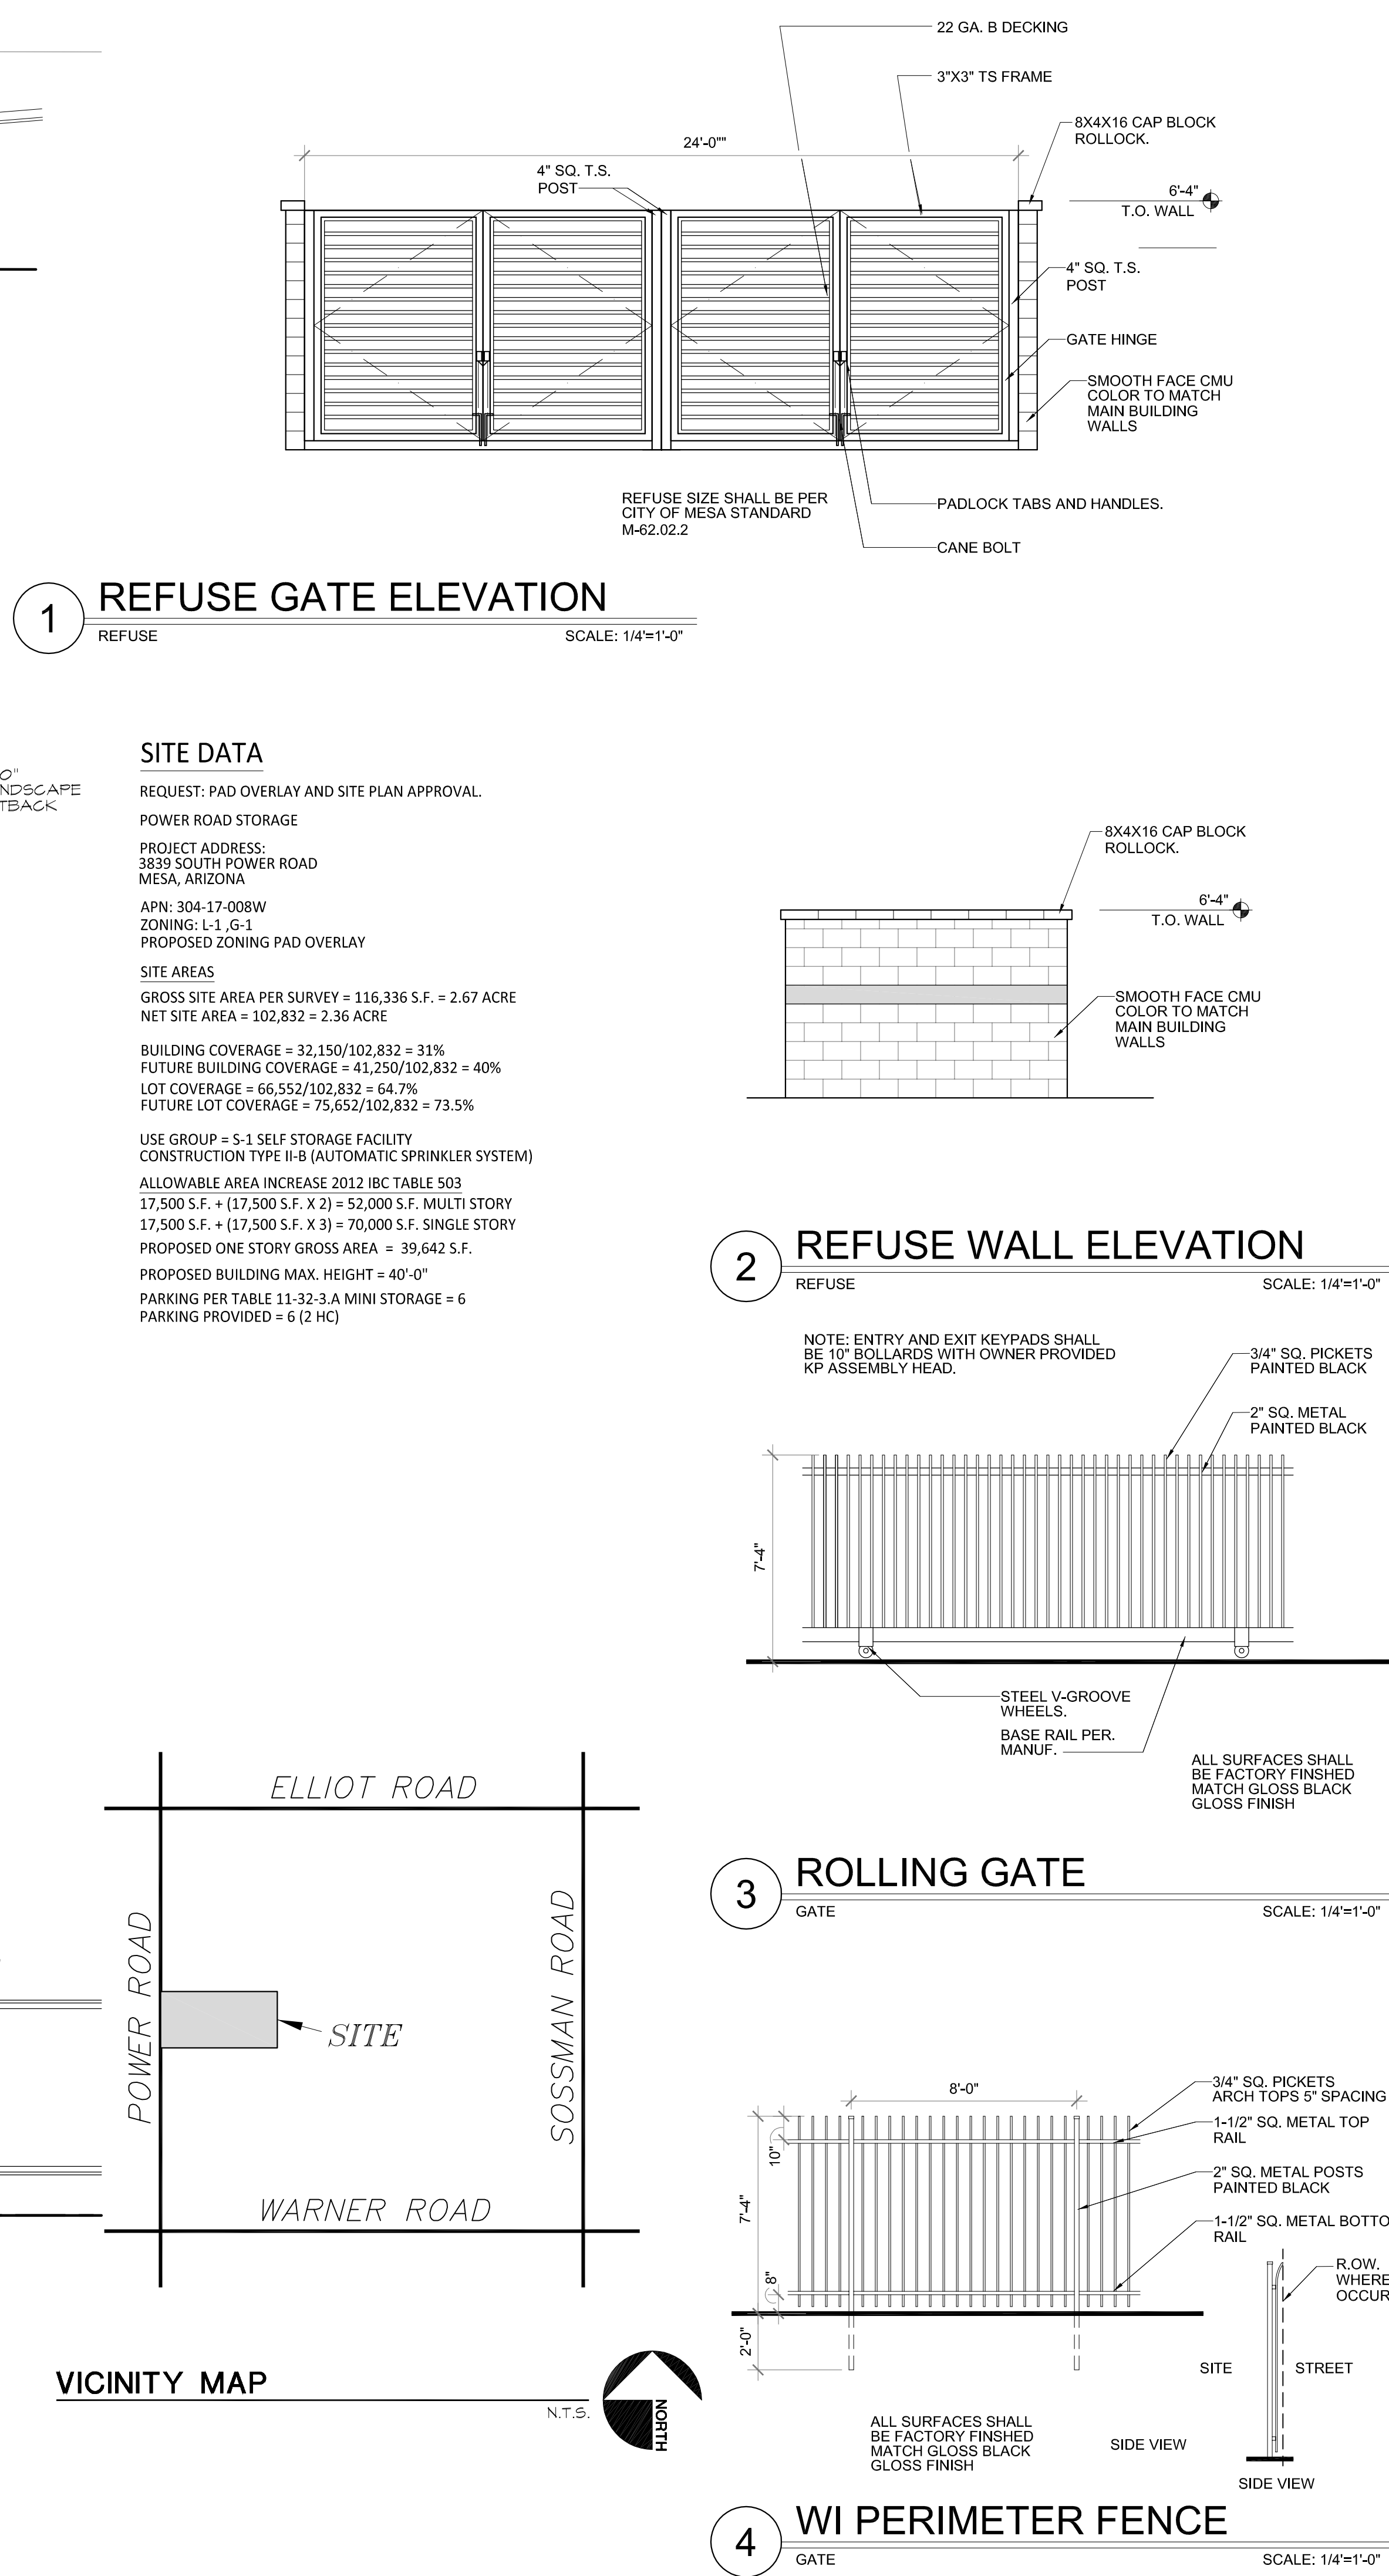 22 GA. B DECKING
3"X3" TS FRAME
8X4X16 CAP BLOCK
ROLLOCK.
24'-0""
4" SQ. T.S.
POST
6'-4"
T.O. WALL
4" SQ. T.S.
POST
GATE HINGE
SMOOTH FACE CMU
COLOR TO MATCH
MAIN BUILDING
WALLS
REFUSE SIZE SHALL BE PER
CITY OF MESA STANDARD
M-62.02.2
PADLOCK TABS AND HANDLES.
CANE BOLT
1
REFUSE GATE ELEVATION
REFUSE
SCALE: 1/4'=1'-0"
0"
NDSCAPE
TBACK
SITE DATA
REQUEST: PAD OVERLAY AND SITE PLAN APPROVAL.
POWER ROAD STORAGE
PROJECT ADDRESS:
3839 SOUTH POWER ROAD
MESA, ARIZONA
APN: 304-17-008W
ZONING: L-1 ,G-1
PROPOSED ZONING PAD OVERLAY
SITE AREAS
GROSS SITE AREA PER SURVEY = 116,336 S.F. = 2.67 ACRE
NET SITE AREA = 102,832 = 2.36 ACRE
BUILDING COVERAGE = 32,150/102,832 = 31%
FUTURE BUILDING COVERAGE = 41,250/102,832 = 40%
LOT COVERAGE = 66,552/102,832 = 64.7%
FUTURE LOT COVERAGE = 75,652/102,832 = 73.5%
USE GROUP = S-1 SELF STORAGE FACILITY
CONSTRUCTION TYPE II-B (AUTOMATIC SPRINKLER SYSTEM)
ALLOWABLE AREA INCREASE 2012 IBC TABLE 503
17,500 S.F. + (17,500 S.F. X 2) = 52,000 S.F. MULTI STORY
17,500 S.F. + (17,500 S.F. X 3) = 70,000 S.F. SINGLE STORY
PROPOSED ONE STORY GROSS AREA = 39,642 S.F.
PROPOSED BUILDING MAX. HEIGHT = 40'-0"
PARKING PER TABLE 11-32-3.A MINI STORAGE = 6
PARKING PROVIDED = 6 (2 HC)
8X4X16 CAP BLOCK
ROLLOCK.
6'-4"
T.O. WALL
SMOOTH FACE CMU
COLOR TO MATCH
MAIN BUILDING
WALLS
2
REFUSE WALL ELEVATION
REFUSE
SCALE: 1/4'=1'-0"
NOTE: ENTRY AND EXIT KEYPADS SHALL
BE 10" BOLLARDS WITH OWNER PROVIDED
KP ASSEMBLY HEAD.
3/4" SQ. PICKETS
PAINTED BLACK
2" SQ. METAL
PAINTED BLACK
7'-4"
STEEL V-GROOVE
WHEELS.
BASE RAIL PER.
MANUF.
ALL SURFACES SHALL
BE FACTORY FINSHED
MATCH GLOSS BLACK
GLOSS FINISH
3
ROLLING GATE
GATE
SCALE: 1/4'=1'-0"
ELLIOT ROAD
POWER ROAD
SOSSMAN ROAD
SITE
WARNER ROAD
VICINITY MAP
N.T.S.
NORTH
8'-0"
10"
7'-4"
8"
2'-0"
3/4" SQ. PICKETS
ARCH TOPS 5" SPACING
1-1/2" SQ. METAL TOP
RAIL
2" SQ. METAL POSTS
PAINTED BLACK
1-1/2" SQ. METAL BOTTO
RAIL
R.OW.
WHERE
OCCUR
SITE
STREET
ALL SURFACES SHALL
BE FACTORY FINSHED
MATCH GLOSS BLACK
GLOSS FINISH
SIDE VIEW
SIDE VIEW
4
WI PERIMETER FENCE
GATE
SCALE: 1/4'=1'-0"